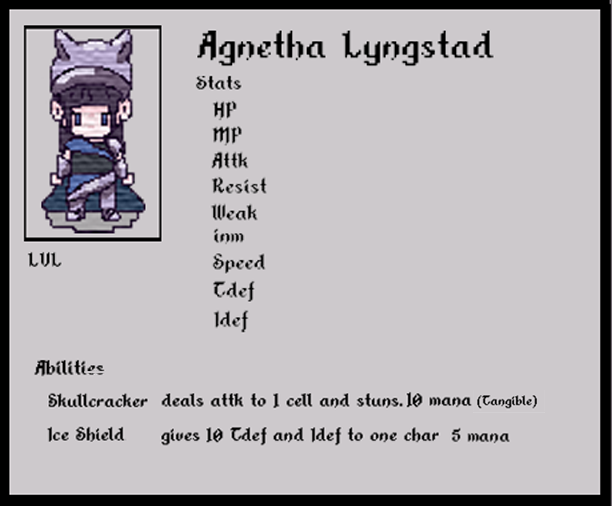 Agnetha Lyngstad
Stats
HP
MP
Attk
Resist
Weak
inm
Speed
Tdef
Idef
LVL
Abilities
Skullcracker deals attk to 1 cell and stuns. 10 mana (Tangible)
Ice Shield gives 10 Tdef and Idef to one char 5 mana